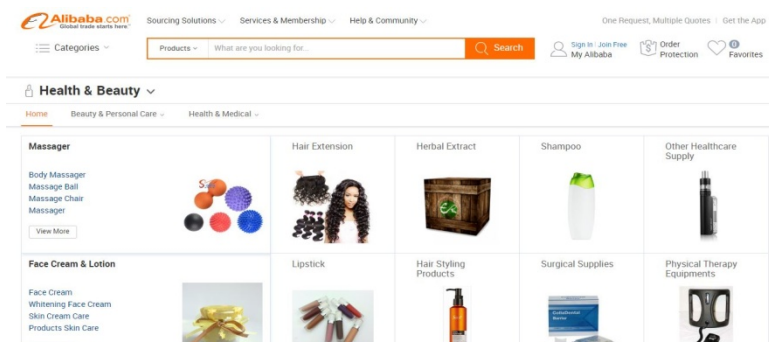 Alibaba.com
Global trade starts here
Sourcing Solutions
Services & Membership
Help & Community
One Request, Multiple Quotes
Get the App
Categories
Products
What are you looking for...
Search
Sign In
Join Free
My Alibaba
Order
Protection
0
Favorites
Health & Beauty
Home
Beauty & Personal Care
Health & Medical
Massager
Body Massager
Massage Ball
Massage Chair
Massager
View More
Hair Extension
Herbal Extract
Shampoo
Other Healthcare
Supply
Face Cream & Lotion
Face Cream
Whitening Face Cream
Skin Cream Care
Products Skin Care
Lipstick
Hair Styling
Products
Surgical Supplies
Physical Therapy
Equipments